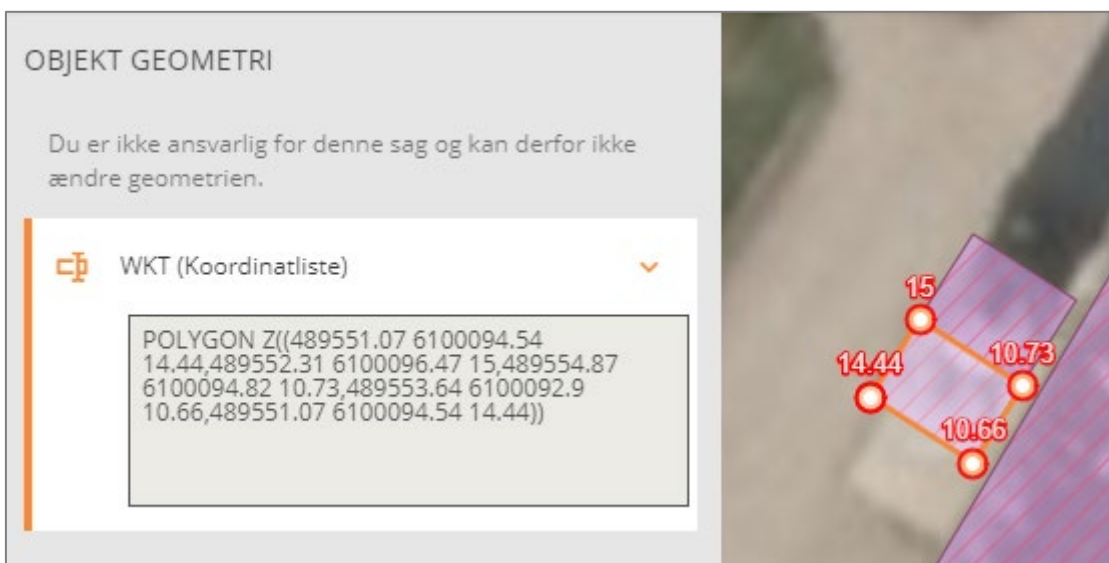 OBJEKT GEOMETRI
Du er ikke ansvarlig for denne sag og kan derfor ikke
ændre geometrien.
WKT (Koordinatliste)
POLYGON Z((489551.07 6100094.54
14.44,489552.31 6100096.47 15,489554.87
6100094.82 10.73,489553.64 6100092.9
10.66,489551.07 6100094.54 14.44))
15
10.73
14.44
10.66